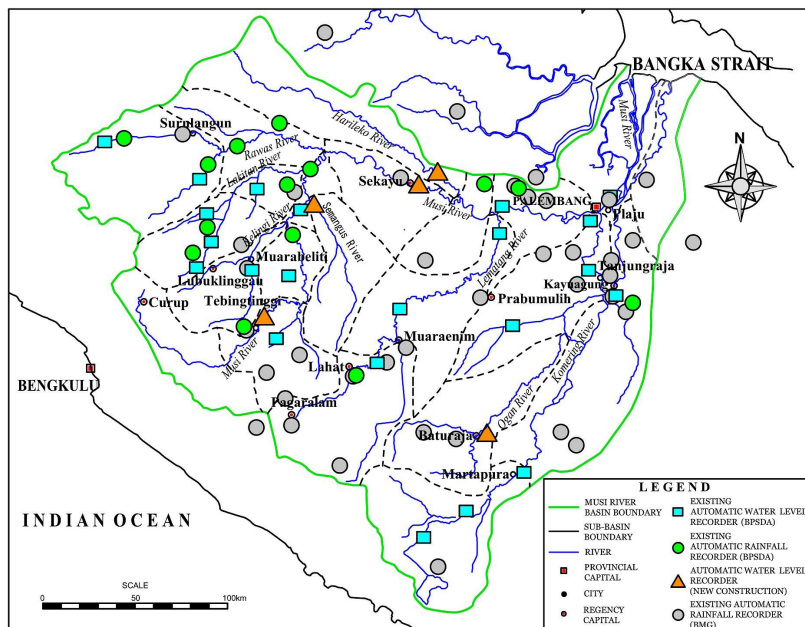 BANGKA STRAIT
Musi River
Harileko River
Surulangun
Rawas River
Lakitan River
N
Sekayu
Musi River
PALEMBANG
Plaju
Semangus River
Kelingi River
Lematang River
Muarabeliti
Tanjungraja
Lubuklinggau
Kayuagung
Curup
Tebingtinggi
Prabumulih
Musi River
Muaraenim
Komering River
Lahat
BENGKULU
Pagaralam
Ogan River
Baturaja
Martapura
INDIAN OCEAN
SCALE
0 50 100km
LEGEND
MUSI RIVER
BASIN BOUNDARY
SUB-BASIN
BOUNDARY
RIVER
PROVINCIAL
CAPITAL
CITY
REGENCY
CAPITAL
EXISTING
AUTOMATIC WATER LEVEL
RECORDER (BPSDA)
EXISTING
AUTOMATIC RAINFALL
RECORDER (BPSDA)
AUTOMATIC WATER LEVEL
RECORDER
(NEW CONSTRUCTION)
EXISTING AUTOMATIC
RAINFALL RECORDER
(BMG)